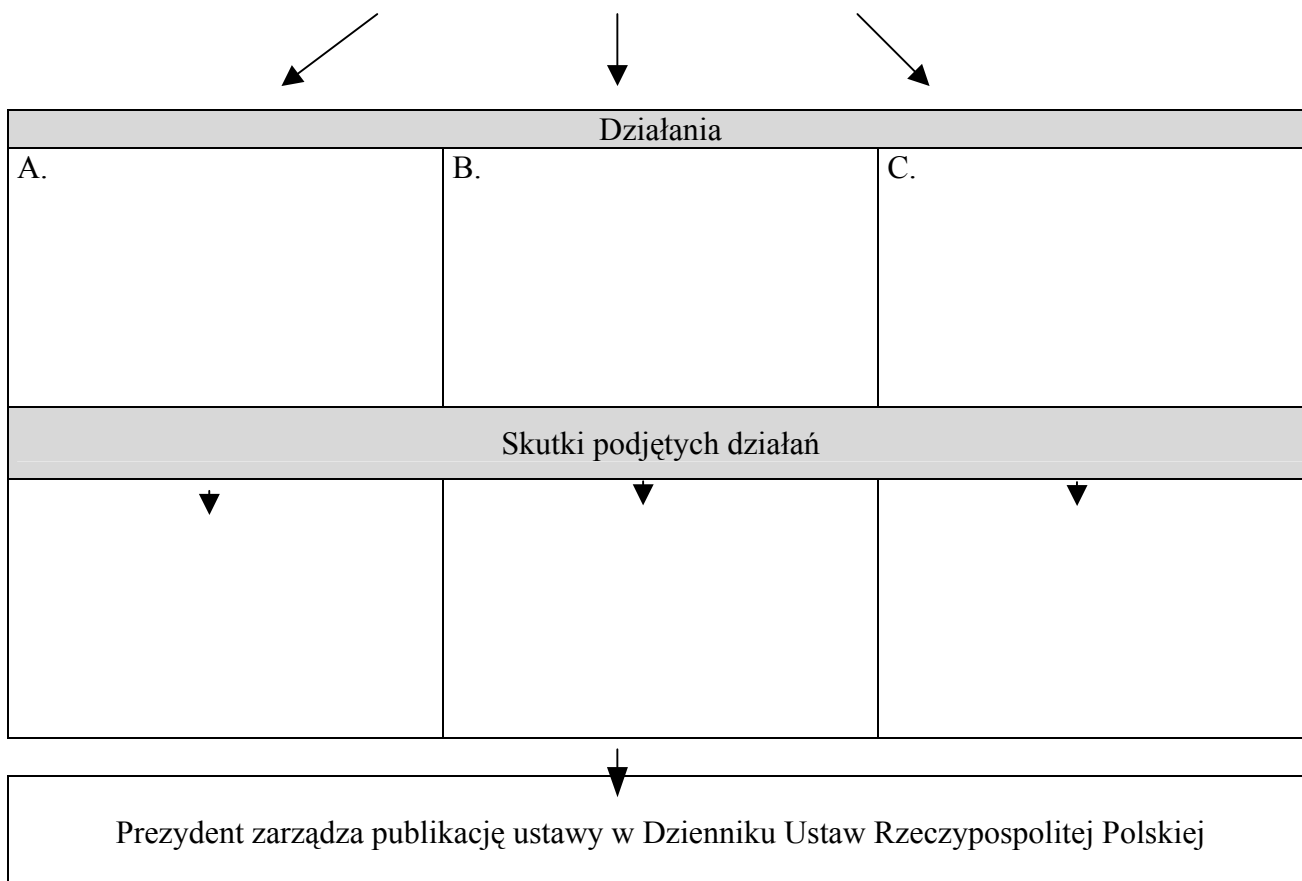 Działania
A.
B.
C.
Skutki podjętych działań
Prezydent zarządza publikację ustawy w Dzienniku Ustaw Rzeczypospolitej Polskiej